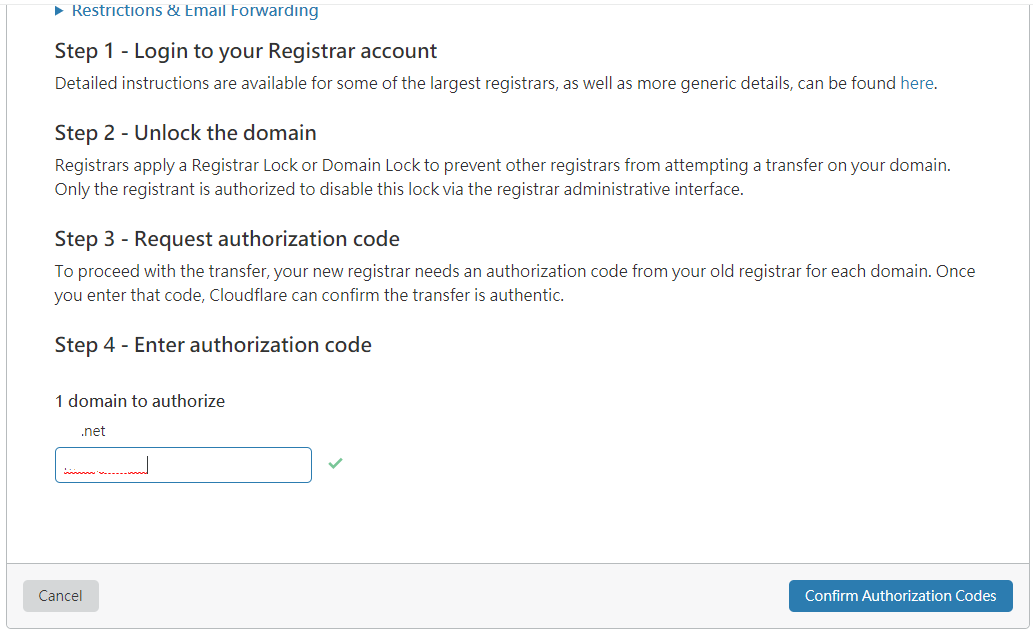 Restrictions & Email Forwarding
Step 1 - Login to your Registrar account
Detailed instructions are available for some of the largest registrars, as well as more generic details, can be found here.
Step 2 - Unlock the domain
Registrars apply a Registrar Lock or Domain Lock to prevent other registrars from attempting a transfer on your domain.
Only the registrant is authorized to disable this lock via the registrar administrative interface.
Step 3 - Request authorization code
To proceed with the transfer, your new registrar needs an authorization code from your old registrar for each domain. Once
you enter that code, Cloudflare can confirm the transfer is authentic.
Step 4 - Enter authorization code
1 domain to authorize
.net
Cancel
Confirm Authorization Codes